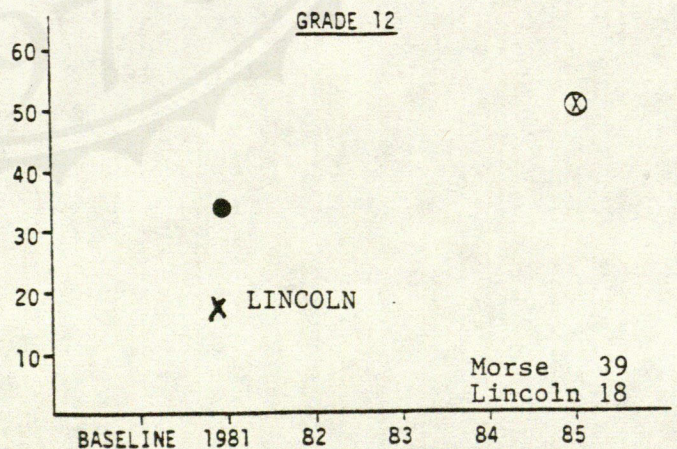 GRADE 12
60
50
40
30
20
10
X LINCOLN
X
Morse 39
Lincoln 18
BASELINE 1981 82 83 84 85